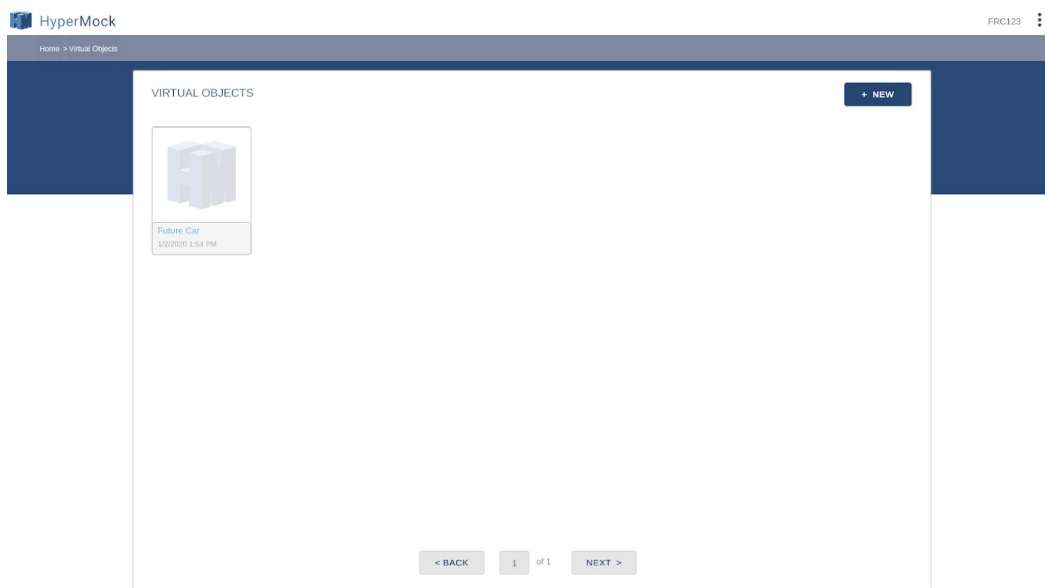 HyperMock
FRC123
Home > Virtual Objects
VIRTUAL OBJECTS
+ NEW
Future Car
1/2/2020 1:54 PM
< BACK
1
of 1
NEXT >